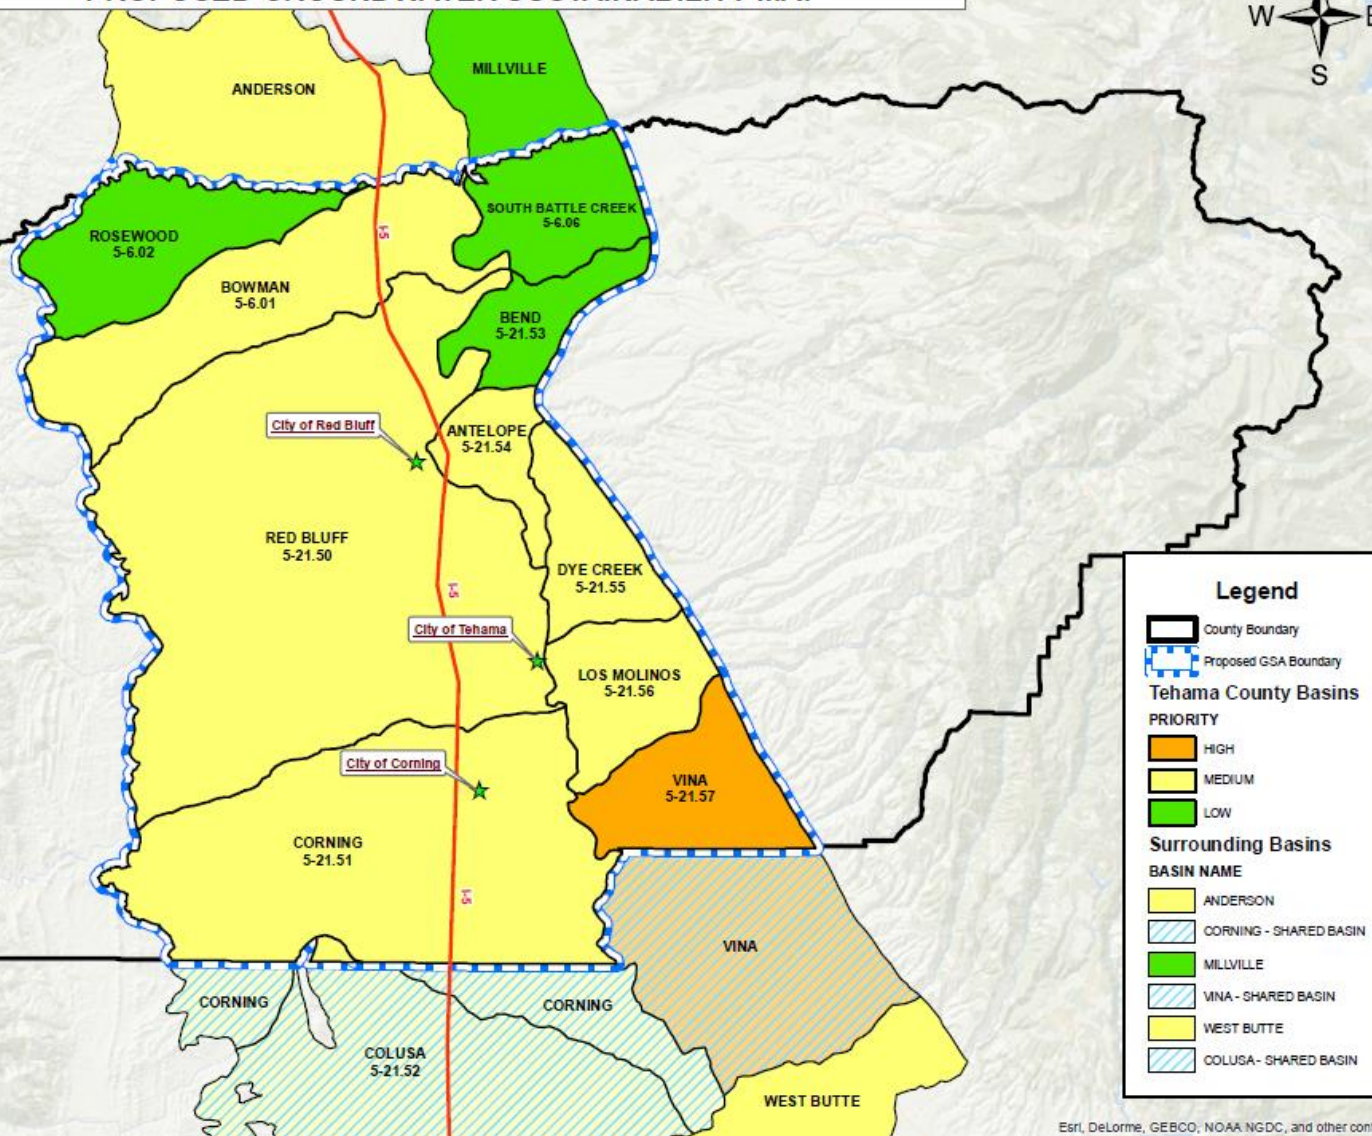 W
S
MILLVILLE
ANDERSON
SOUTH BATTLE CREEK
5-6.06
ROSEWOOD
5-6.02
I-5
BOWMAN
5-6.01
BEND
5-21.53
City of Red Bluff
ANTELOPE
5-21.54
RED BLUFF
5-21.50
DYE CREEK
5-21.55
I-5
City of Tehama
LOS MOLINOS
5-21.56
City of Corning
VINA
5-21.57
CORNING
5-21.51
I-5
VINA
CORNING
CORNING
COLUSA
5-21.52
WEST BUTTE
Legend
County Boundary
Proposed GSA Boundary
Tehama County Basins
PRIORITY
HIGH
MEDIUM
LOW
Surrounding Basins
BASIN NAME
ANDERSON
CORNING - SHARED BASIN
MILLVILLE
VINA - SHARED BASIN
WEST BUTTE
COLUSA - SHARED BASIN
Esri, DeLorme, GEBCO, NOAA NGDC, and other